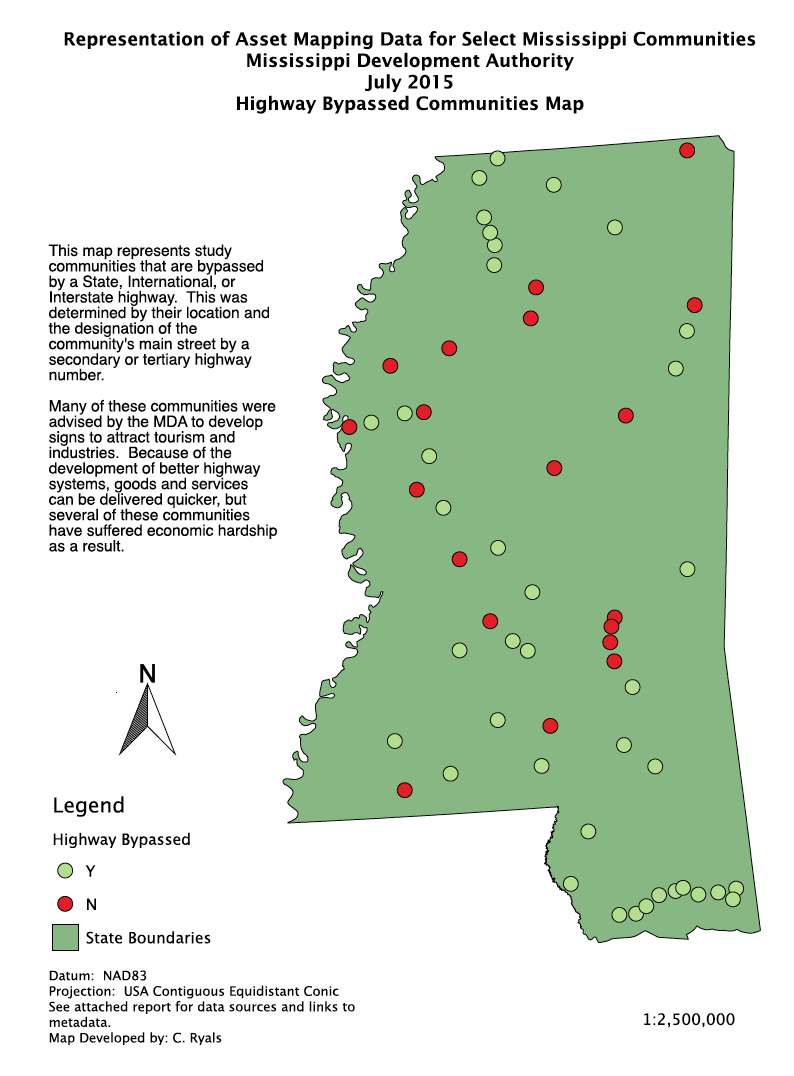 Representation of Asset Mapping Data for Select Mississippi Communities
Mississippi Development Authority
July 2015
Highway Bypassed Communities Map
This map represents study
communities that are bypassed
by a State, International, or
Interstate highway.  This was
determined by their location and
the designation of the
community's main street by a
secondary or tertiary highway
number.
Many of these communities were
advised by the MDA to develop
signs to attract tourism and
industries.  Because of the
development of better highway
systems, goods and services
can be delivered quicker, but
several of these communities
have suffered economic hardship
as a result.
N
Legend
Highway Bypassed
Y
N
State Boundaries
Datum:  NAD83
Projection:  USA Contiguous Equidistant Conic
See attached report for data sources and links to
metadata.
Map Developed by: C. Ryals
1:2,500,000